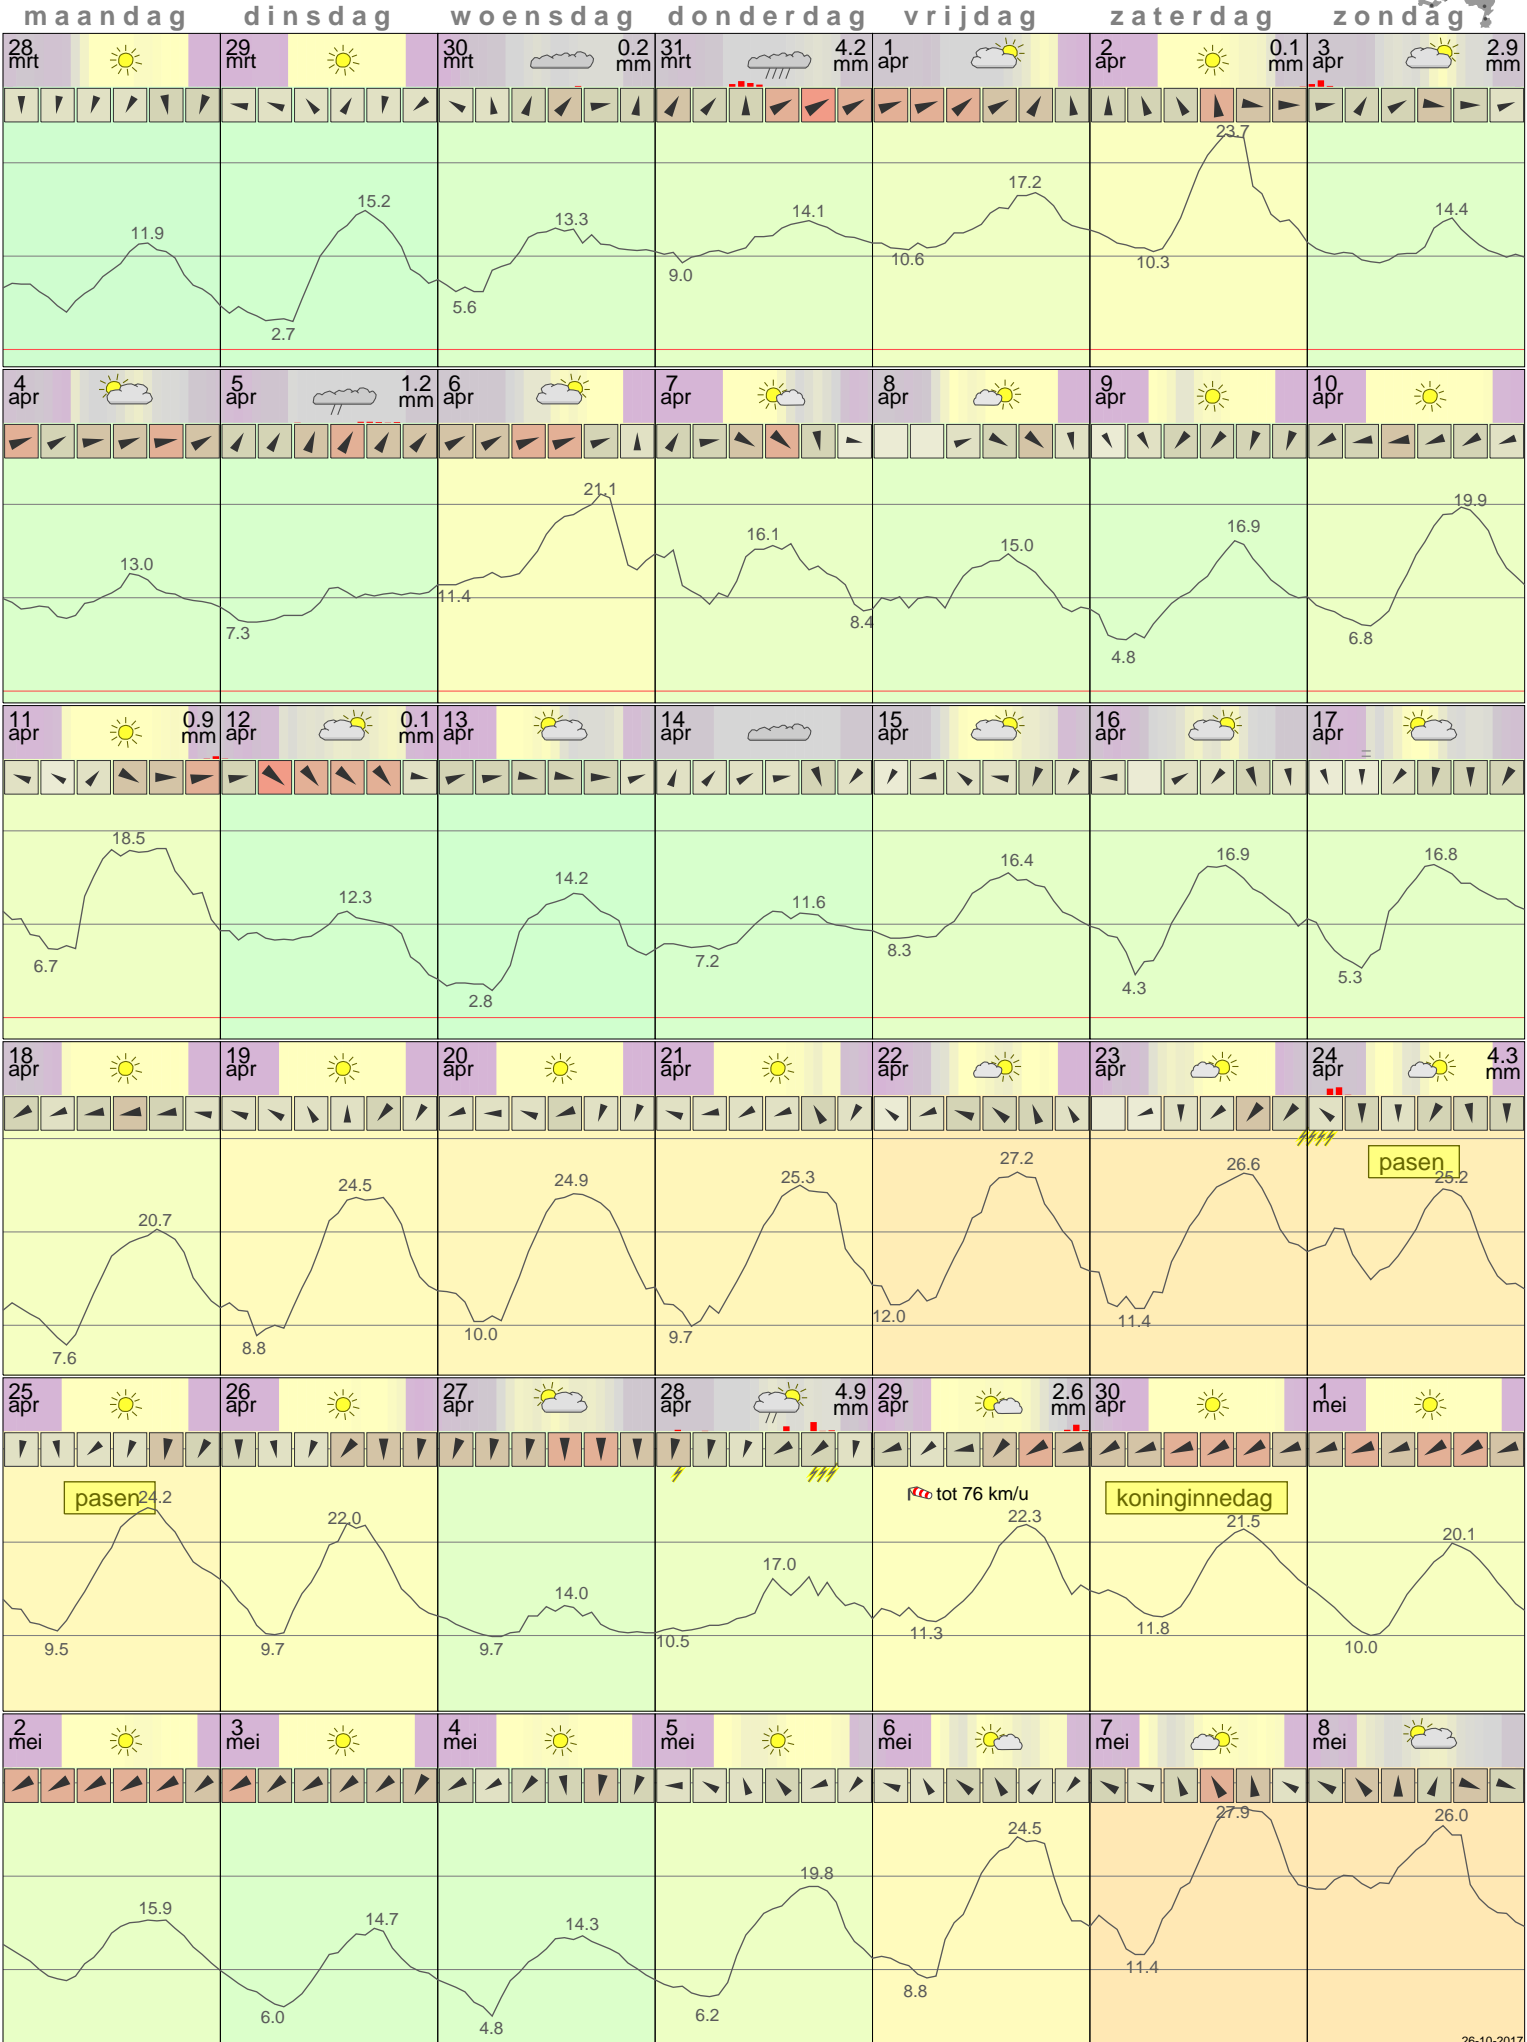 maandag dinsdag woensdag donderdag vrijdag zaterdag zondag
28 mrt 29 mrt 30 mrt 0.2 mm 31 mrt 4.2 mm 1 apr 2 apr 0.1 mm 3 apr 2.9 mm
23.7
17.2
15.2 14.1 14.4
11.9 13.3
10.6 10.3
9.0
5.6
2.7
4 apr 5 apr 1.2 mm 6 apr 7 apr 8 apr 9 apr 10 apr
21.1 19.9
16.1 15.0 16.9
13.0
11.4
7.3 8.4 4.8 6.8
11 apr 0.9 mm 12 apr 0.1 mm 13 apr 14 apr 15 apr 16 apr 17 apr
18.5 12.3 14.2 11.6 16.4 16.9 16.8
6.7 2.8 7.2 8.3 4.3 5.3
18 apr 19 apr 20 apr 21 apr 22 apr 23 apr 24 apr 4.3 mm
pasen
20.7 24.5 24.9 25.3 27.2 26.6 25.2
7.6 8.8 10.0 9.7 12.0 11.4
25 apr 26 apr 27 apr 28 apr 4.9 mm 29 apr 2.6 mm 30 apr 1 mei
pasen tot 76 km/u koninginnedag
24.2 22.0 14.0 17.0 22.3 21.5 20.1
9.5 9.7 9.7 10.5 11.3 11.8 10.0
2 mei 3 mei 4 mei 5 mei 6 mei 7 mei 8 mei
15.9 14.7 14.3 19.8 24.5 27.9 26.0
6.0 4.8 6.2 8.8 11.4
26-10-2017